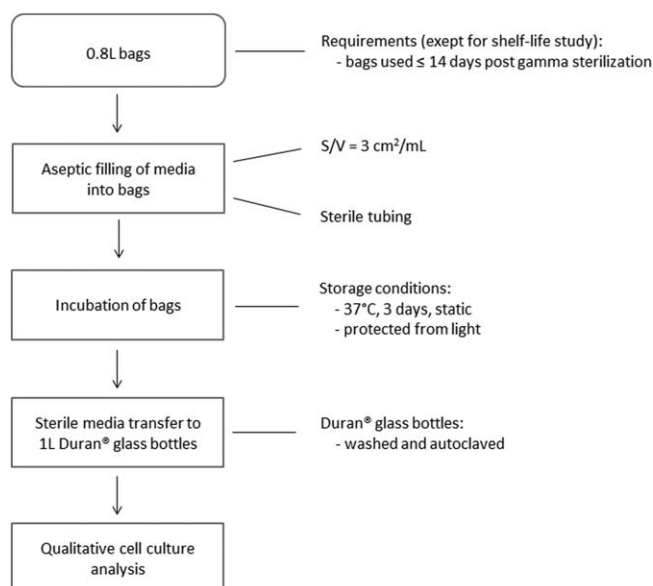 0.8L bags
Requirements (exept for shelf-life study):
- bags used ≤ 14 days post gamma sterilization
Aseptic filling of media
into bags
S/V = 3 cm²/mL
Sterile tubing
Incubation of bags
Storage conditions:
- 37°C, 3 days, static
- protected from light
Sterile media transfer to
1L Duran® glass bottles
Duran® glass bottles:
- washed and autoclaved
Qualitative cell culture
analysis